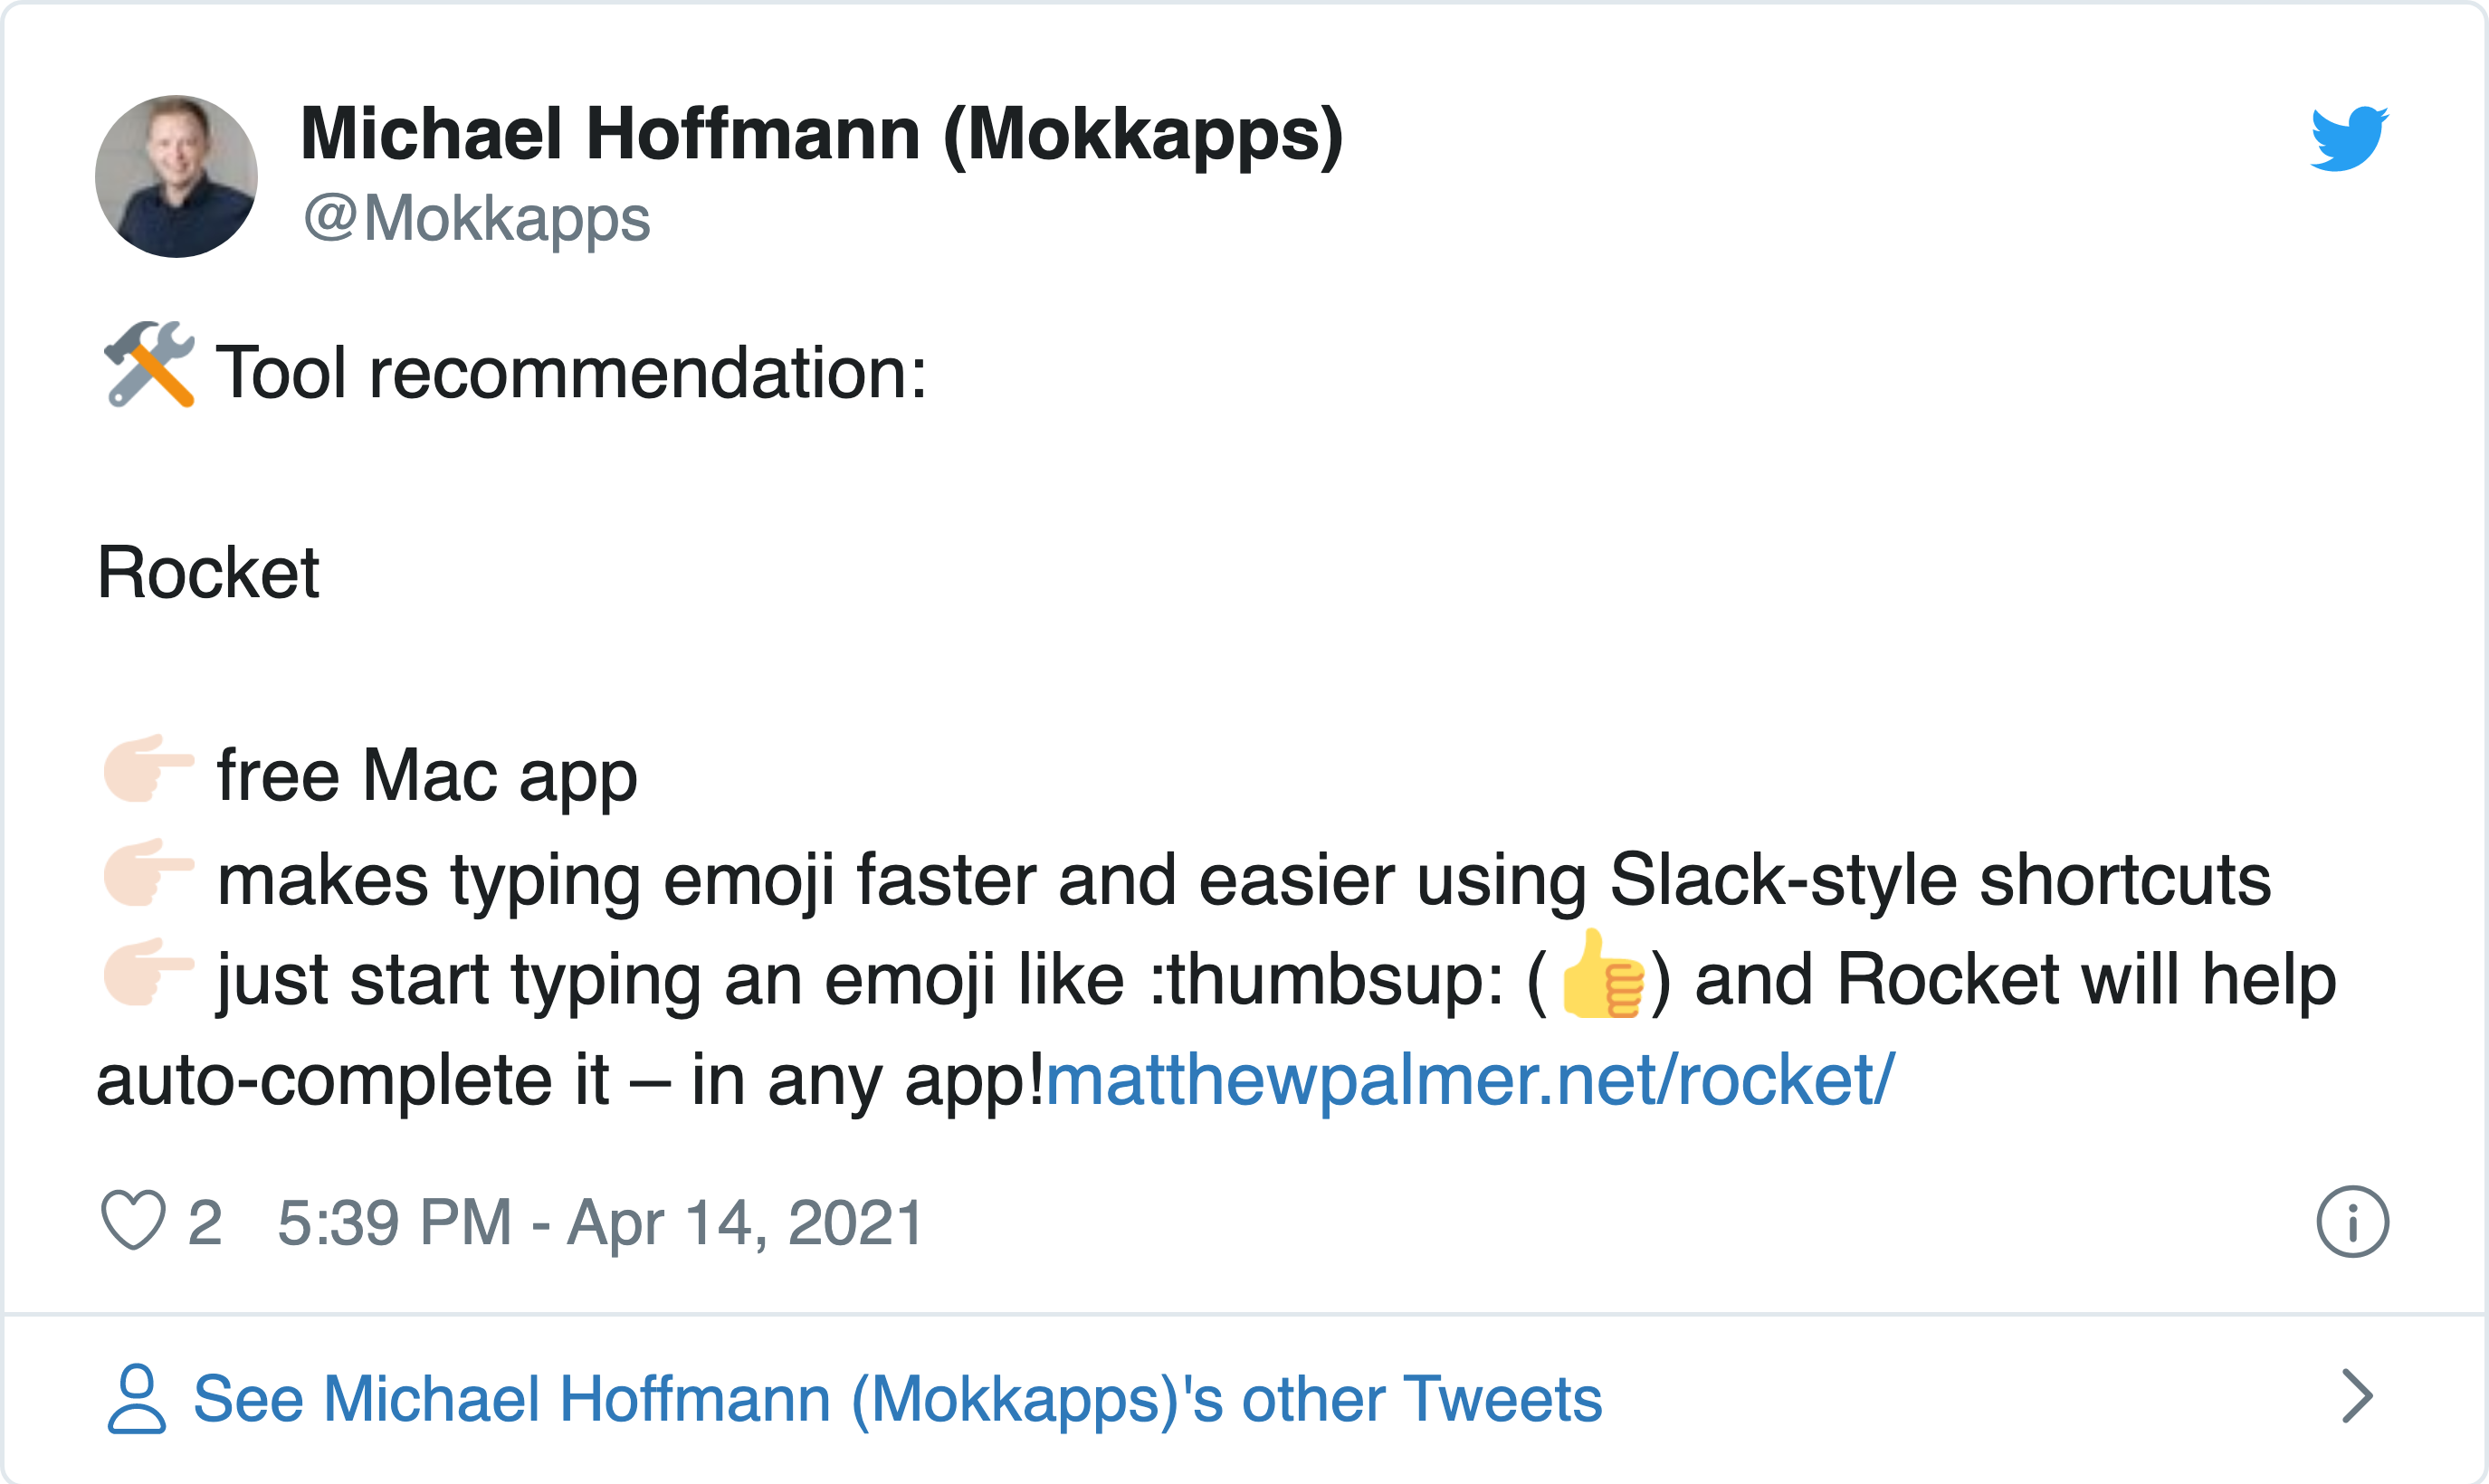 Michael Hoffmann (Mokkapps)
@Mokkapps
🛠 Tool recommendation:
Rocket
👉🏻 free Mac app
👉🏻 makes typing emoji faster and easier using Slack-style shortcuts
👉🏻 just start typing an emoji like :thumbsup: (👍) and Rocket will help
auto-complete it – in any app!matthewpalmer.net/rocket/
2 5:39 PM - Apr 14, 2021
See Michael Hoffmann (Mokkapps)'s other Tweets